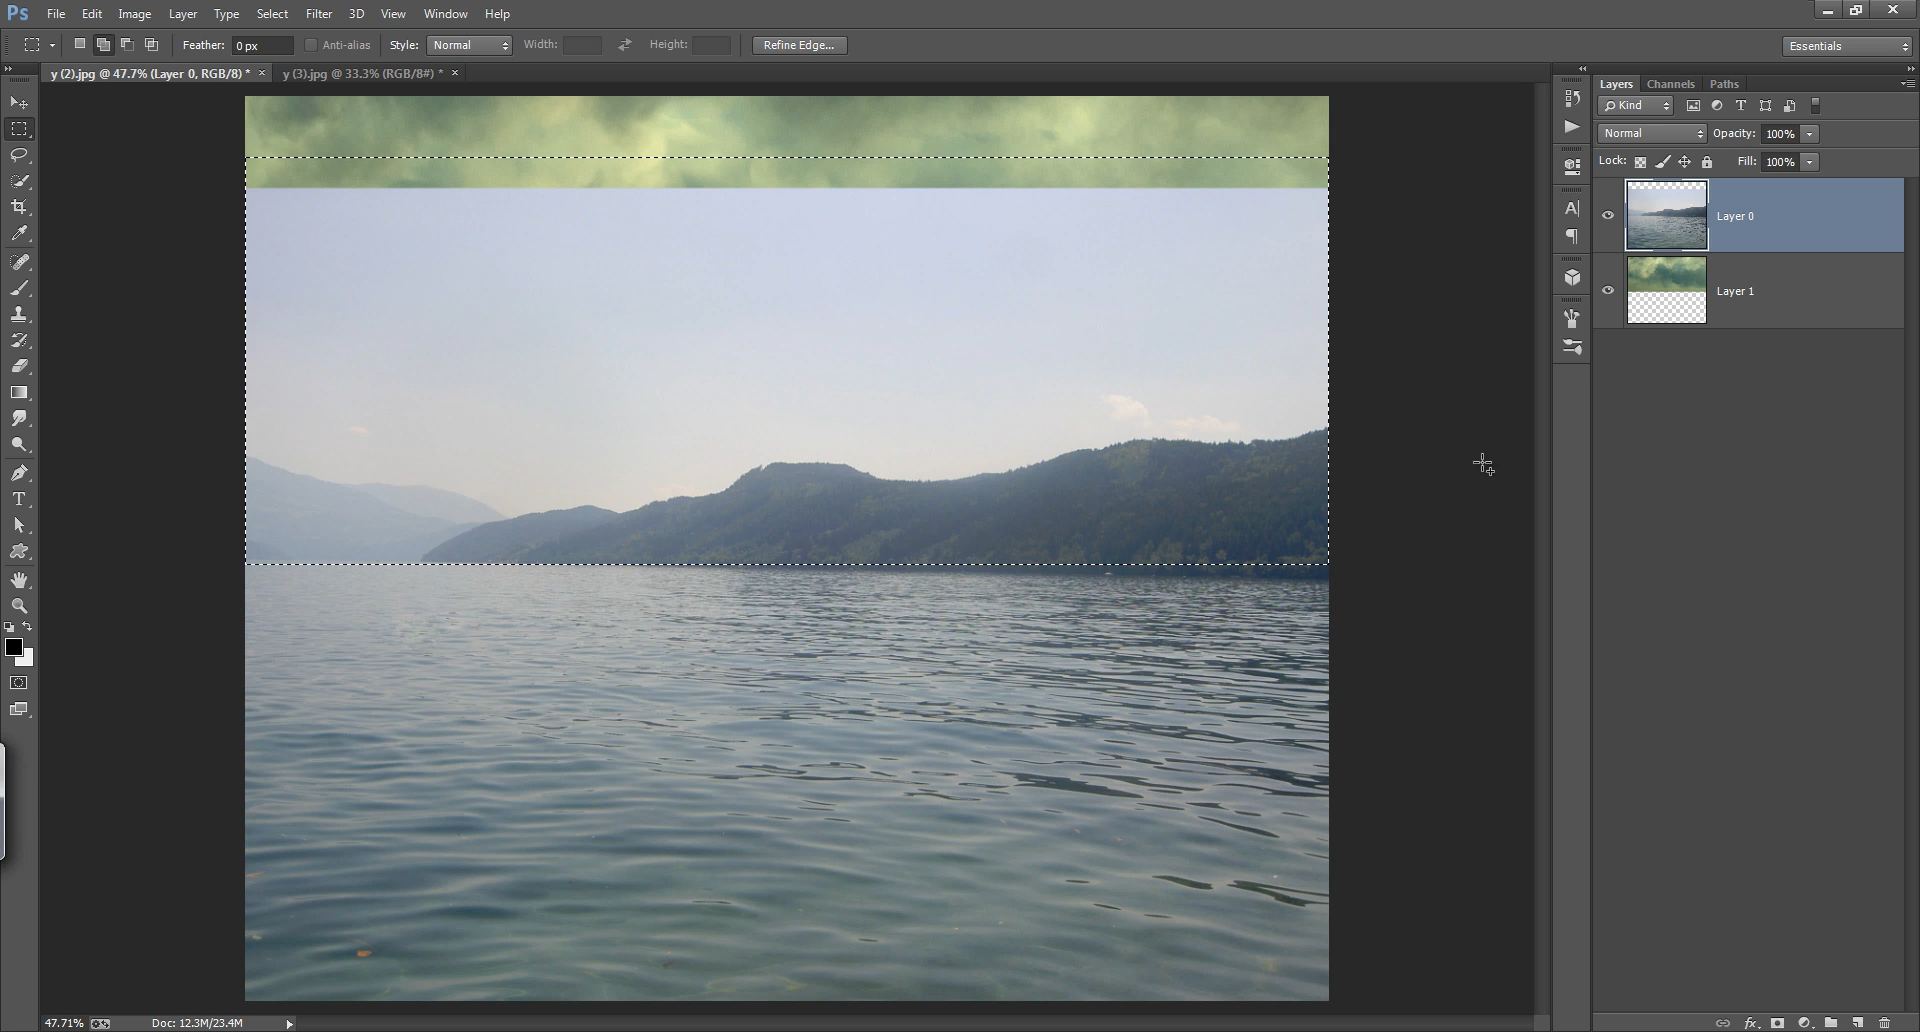 Ps File Edit Image Layer Type Select Filter 3D View Window Help
Feather: 0 px Anti-alias Style: Normal Width: Height: Refine Edge... Essentials
y (2).jpg @ 47.7% (Layer 0, RGB/8) * × y (3).jpg @ 33.3% (RGB/8#) * ×
Layers Channels Paths
Kind
Normal Opacity: 100%
Lock: Fill: 100%
Layer 0
Layer 1
47.71% Doc: 12.3M/23.4M